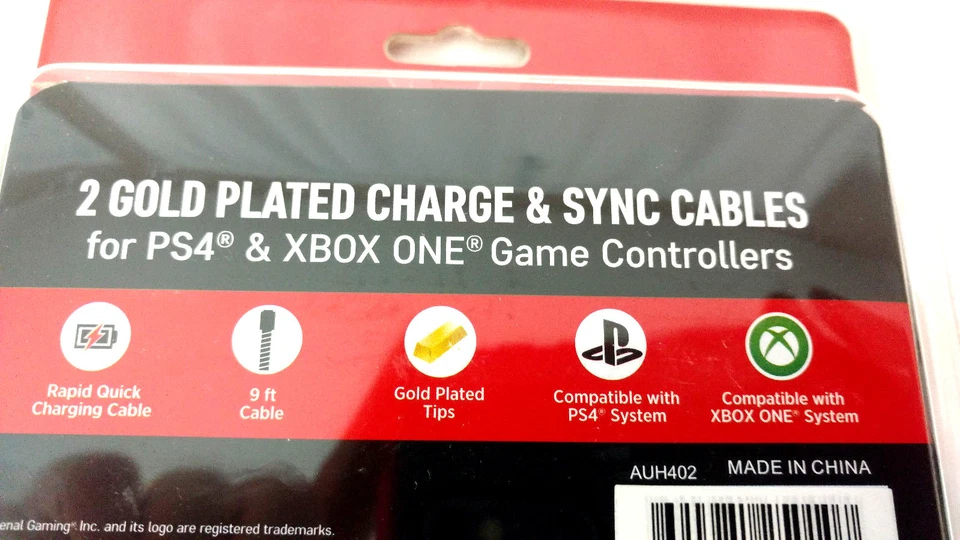 2 GOLD PLATED CHARGE & SYNC CABLES
for PS4® & XBOX ONE® Game Controllers
Rapid Quick
Charging Cable
9 ft
Cable
Gold Plated
Tips
Compatible with
PS4® System
Compatible with
XBOX ONE® System
AUH402 MADE IN CHINA
enal Gaming® Inc. and its logo are registered trademarks.